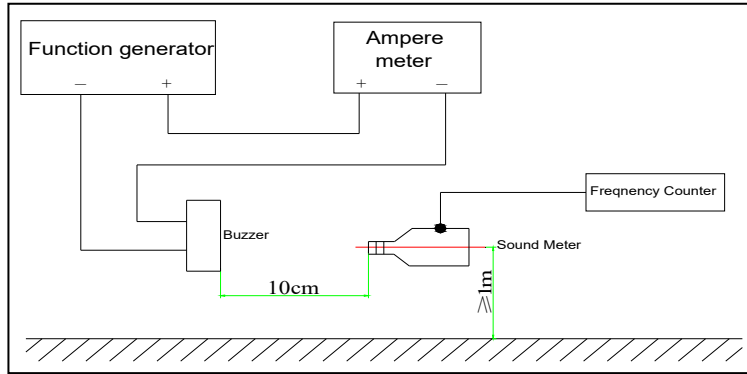 Function generator
− +
Ampere
meter
+ −
Freqnency Counter
Buzzer
Sound Meter
10cm
≥1m